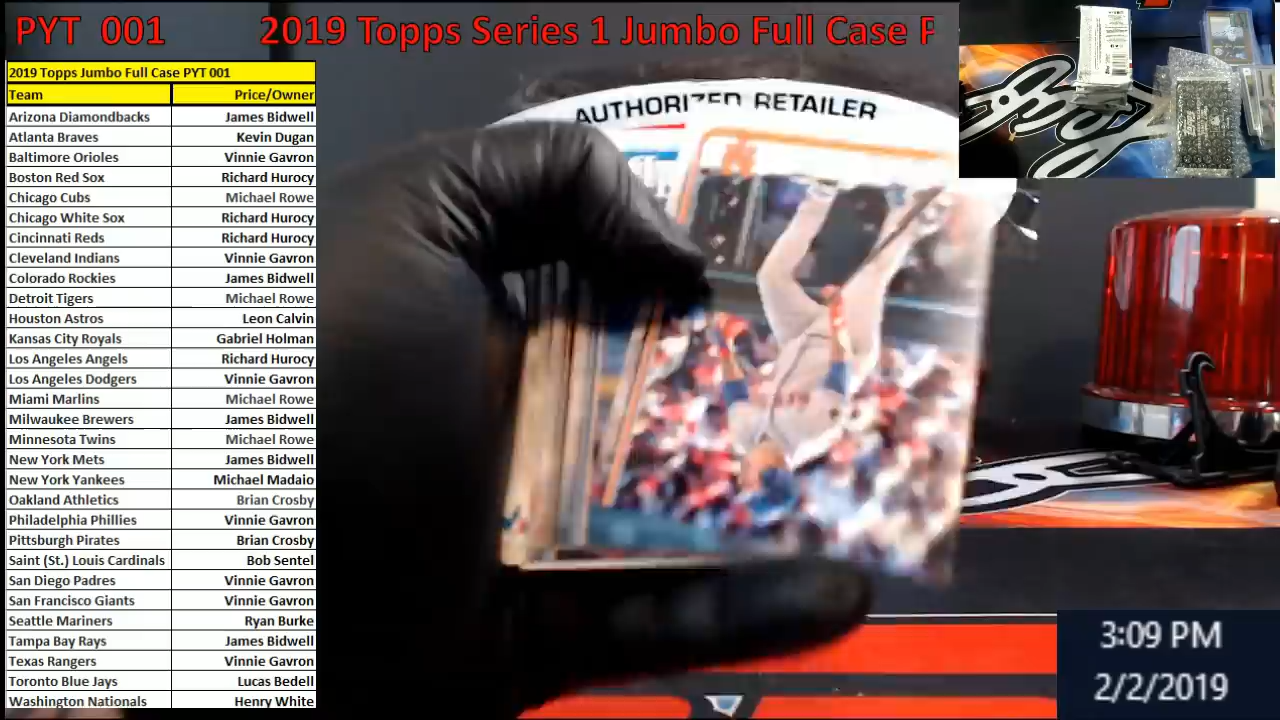 PYT 001 2019 Topps Series 1 Jumbo Full Case P
2019 Topps Jumbo Full Case PYT 001
Team Price/Owner
Arizona Diamondbacks James Bidwell
Atlanta Braves Kevin Dugan
Baltimore Orioles Vinnie Gavron
Boston Red Sox Richard Hurocy
Chicago Cubs Michael Rowe
Chicago White Sox Richard Hurocy
Cincinnati Reds Richard Hurocy
Cleveland Indians Vinnie Gavron
Colorado Rockies James Bidwell
Detroit Tigers Michael Rowe
Houston Astros Leon Calvin
Kansas City Royals Gabriel Holman
Los Angeles Angels Richard Hurocy
Los Angeles Dodgers Vinnie Gavron
Miami Marlins Michael Rowe
Milwaukee Brewers James Bidwell
Minnesota Twins Michael Rowe
New York Mets James Bidwell
New York Yankees Michael Madaio
Oakland Athletics Brian Crosby
Philadelphia Phillies Vinnie Gavron
Pittsburgh Pirates Brian Crosby
Saint (St.) Louis Cardinals Bob Sentel
San Diego Padres Vinnie Gavron
San Francisco Giants Vinnie Gavron
Seattle Mariners Ryan Burke
Tampa Bay Rays James Bidwell
Texas Rangers Vinnie Gavron
Toronto Blue Jays Lucas Bedell
Washington Nationals Henry White
AUTHORIZED RETAILER
3:09 PM
2/2/2019